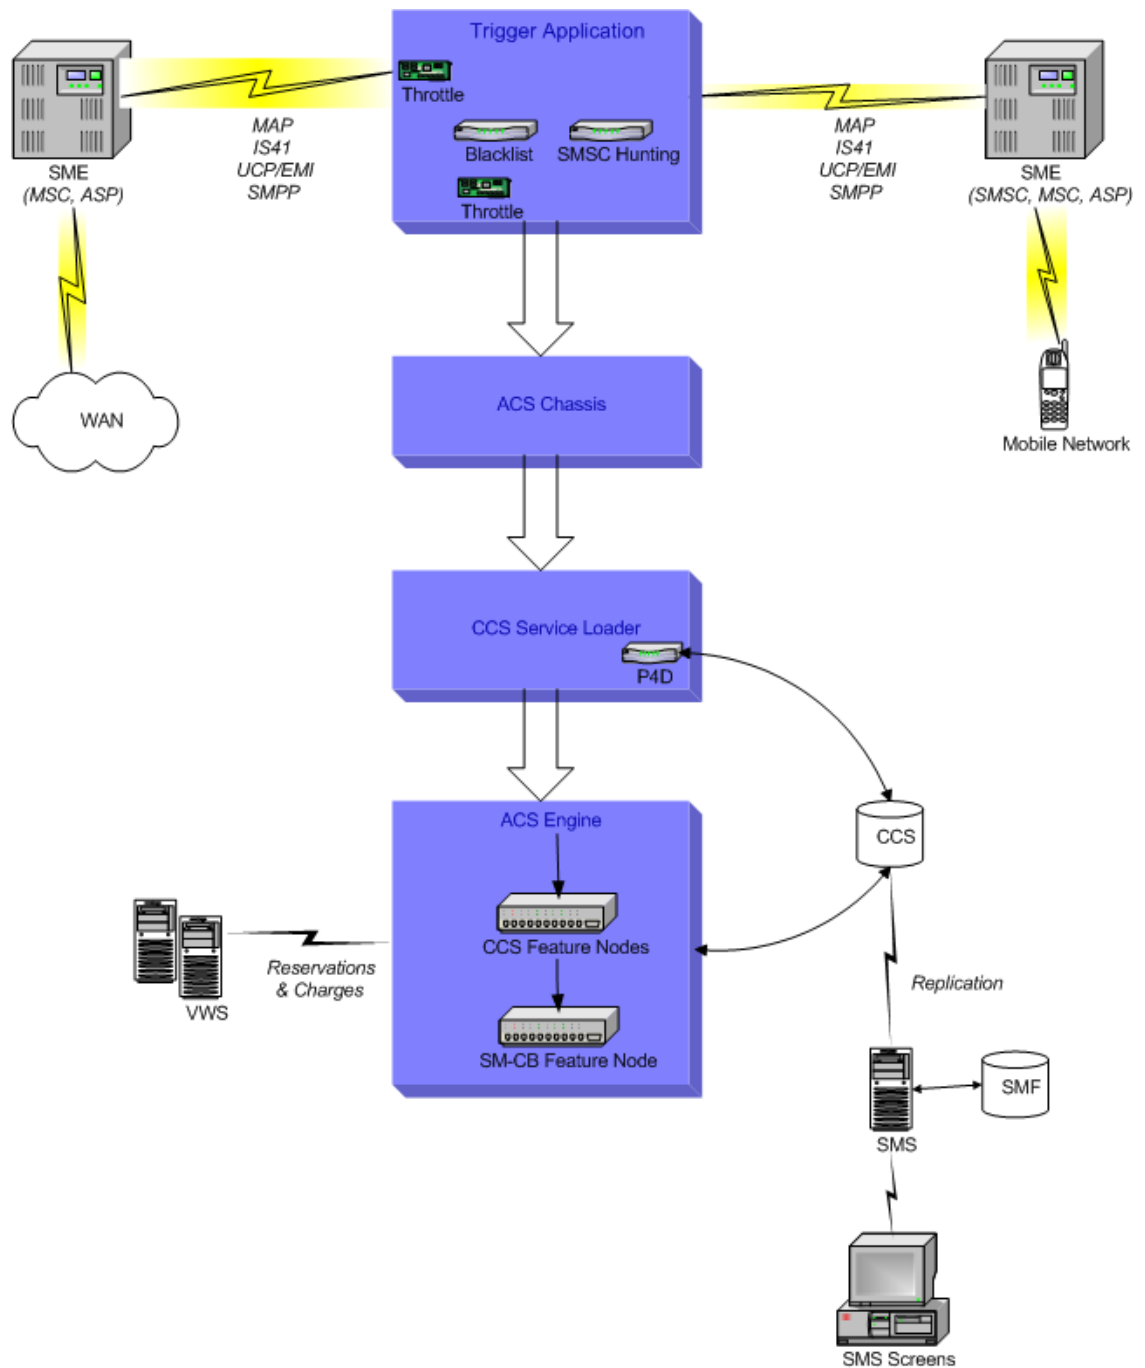 Trigger Application
Throttle
Blacklist
SMSC Hunting
Throttle
MAP
IS41
UCP/EMI
SMPP
MAP
IS41
UCP/EMI
SMPP
SME
(MSC, ASP)
SME
(SMSC, MSC, ASP)
WAN
ACS Chassis
Mobile Network
CCS Service Loader
P4D
ACS Engine
CCS
CCS Feature Nodes
Reservations
& Charges
VWS
Replication
SM-CB Feature Node
SMF
SMS
SMS Screens